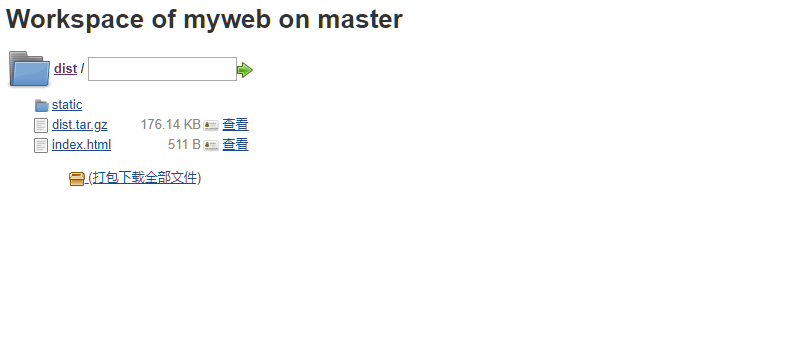 Workspace of myweb on master
dist /
static
dist.tar.gz 176.14 KB 查看
index.html 511 B 查看
(打包下载全部文件)